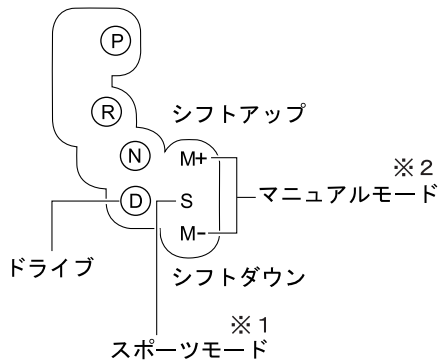 P
R
シフトアップ
N
M+
※2
マニュアルモード
D
S
M-
ドライブ
シフトダウン
※1
スポーツモード